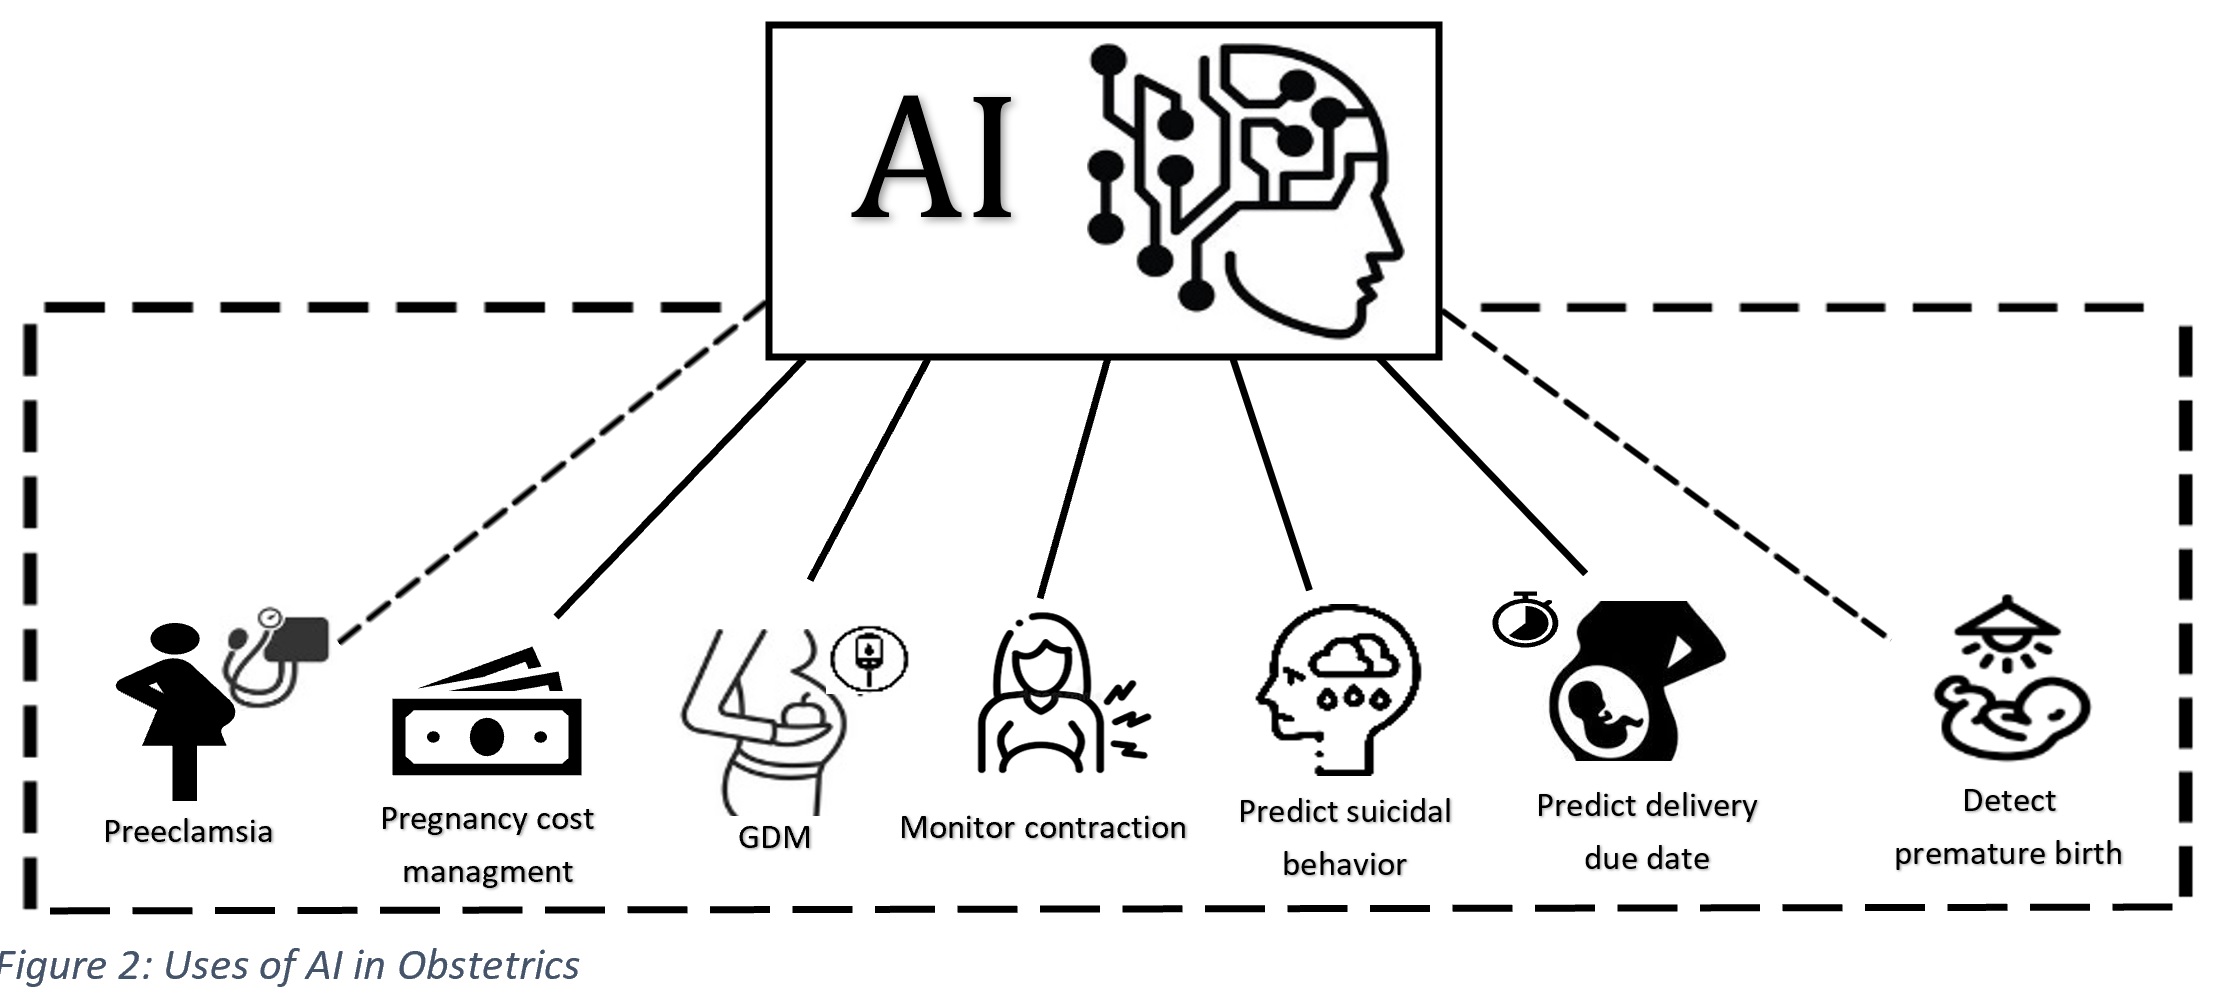 AI
Preeclamsia
Pregnancy cost
managment
GDM
Monitor contraction
Predict suicidal
behavior
Predict delivery
due date
Detect
premature birth
Figure 2: Uses of AI in Obstetrics